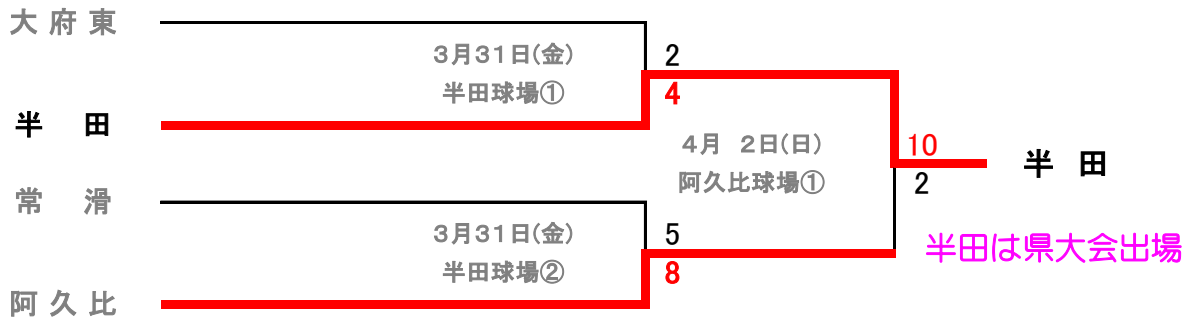 大府東
3月31日(金)
2
半田球場①
4
半田
4月 2日(日)
10
半田
阿久比球場①
2
常滑
3月31日(金)
5
半田は県大会出場
半田球場②
8
阿久比